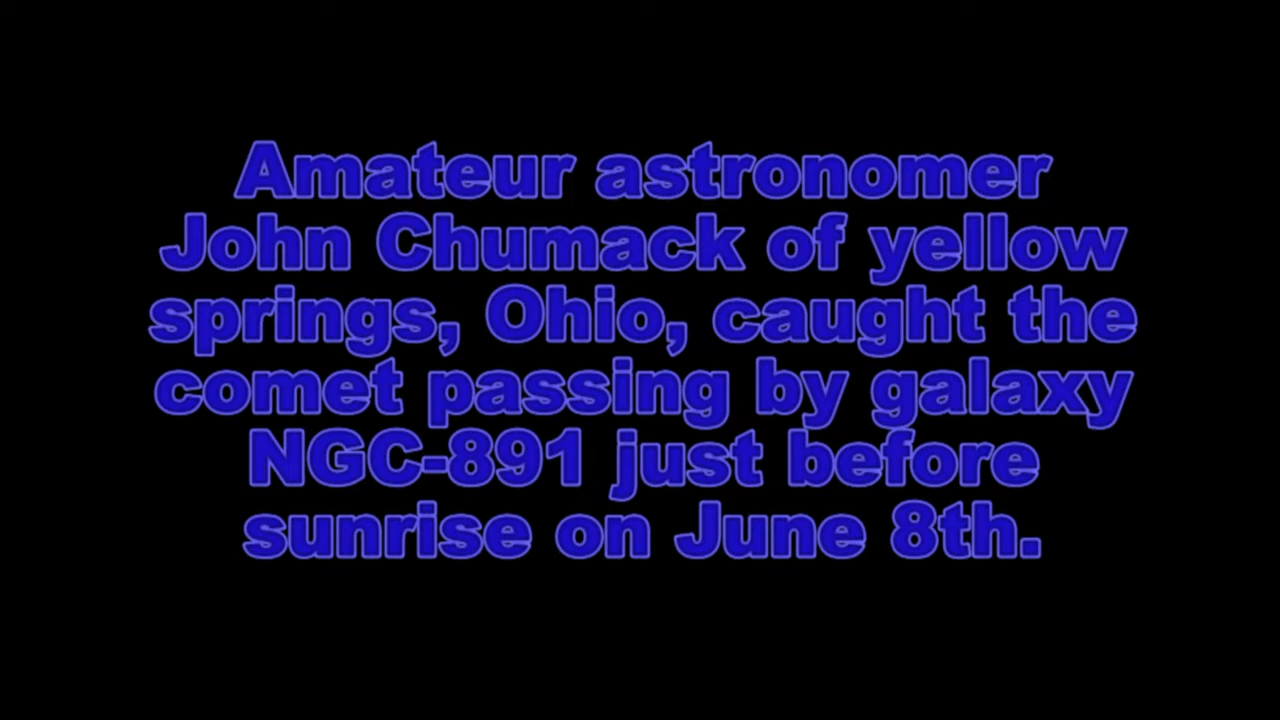 Amateur astronomer
John Chumack of yellow
springs, Ohio, caught the
comet passing by galaxy
NGC-891 just before
sunrise on June 8th.